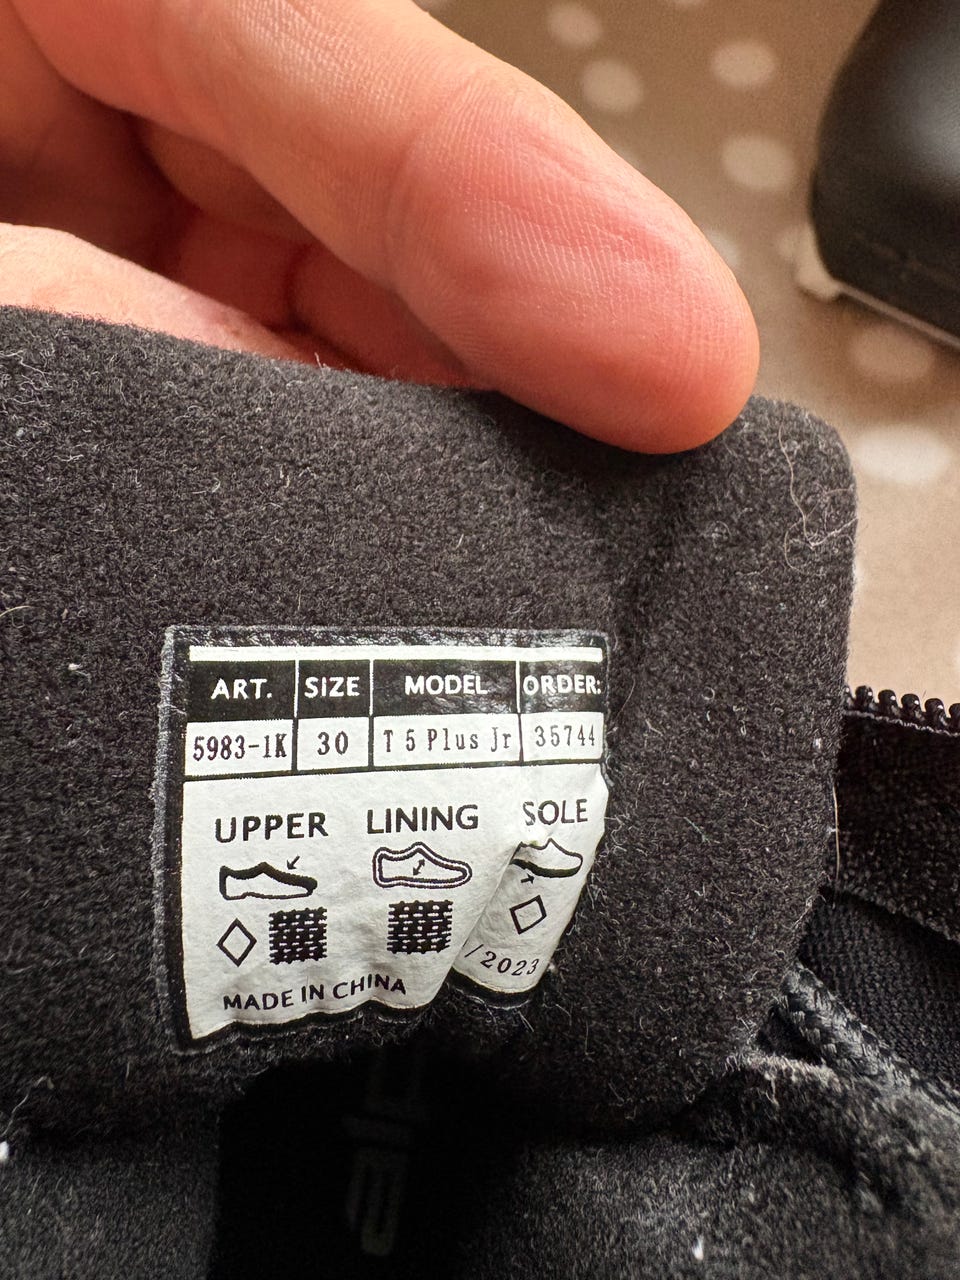 ART. SIZE MODEL ORDER:
5983-1K 30 T 5 Plus Jr 35744
UPPER LINING SOLE
/2023
MADE IN CHINA